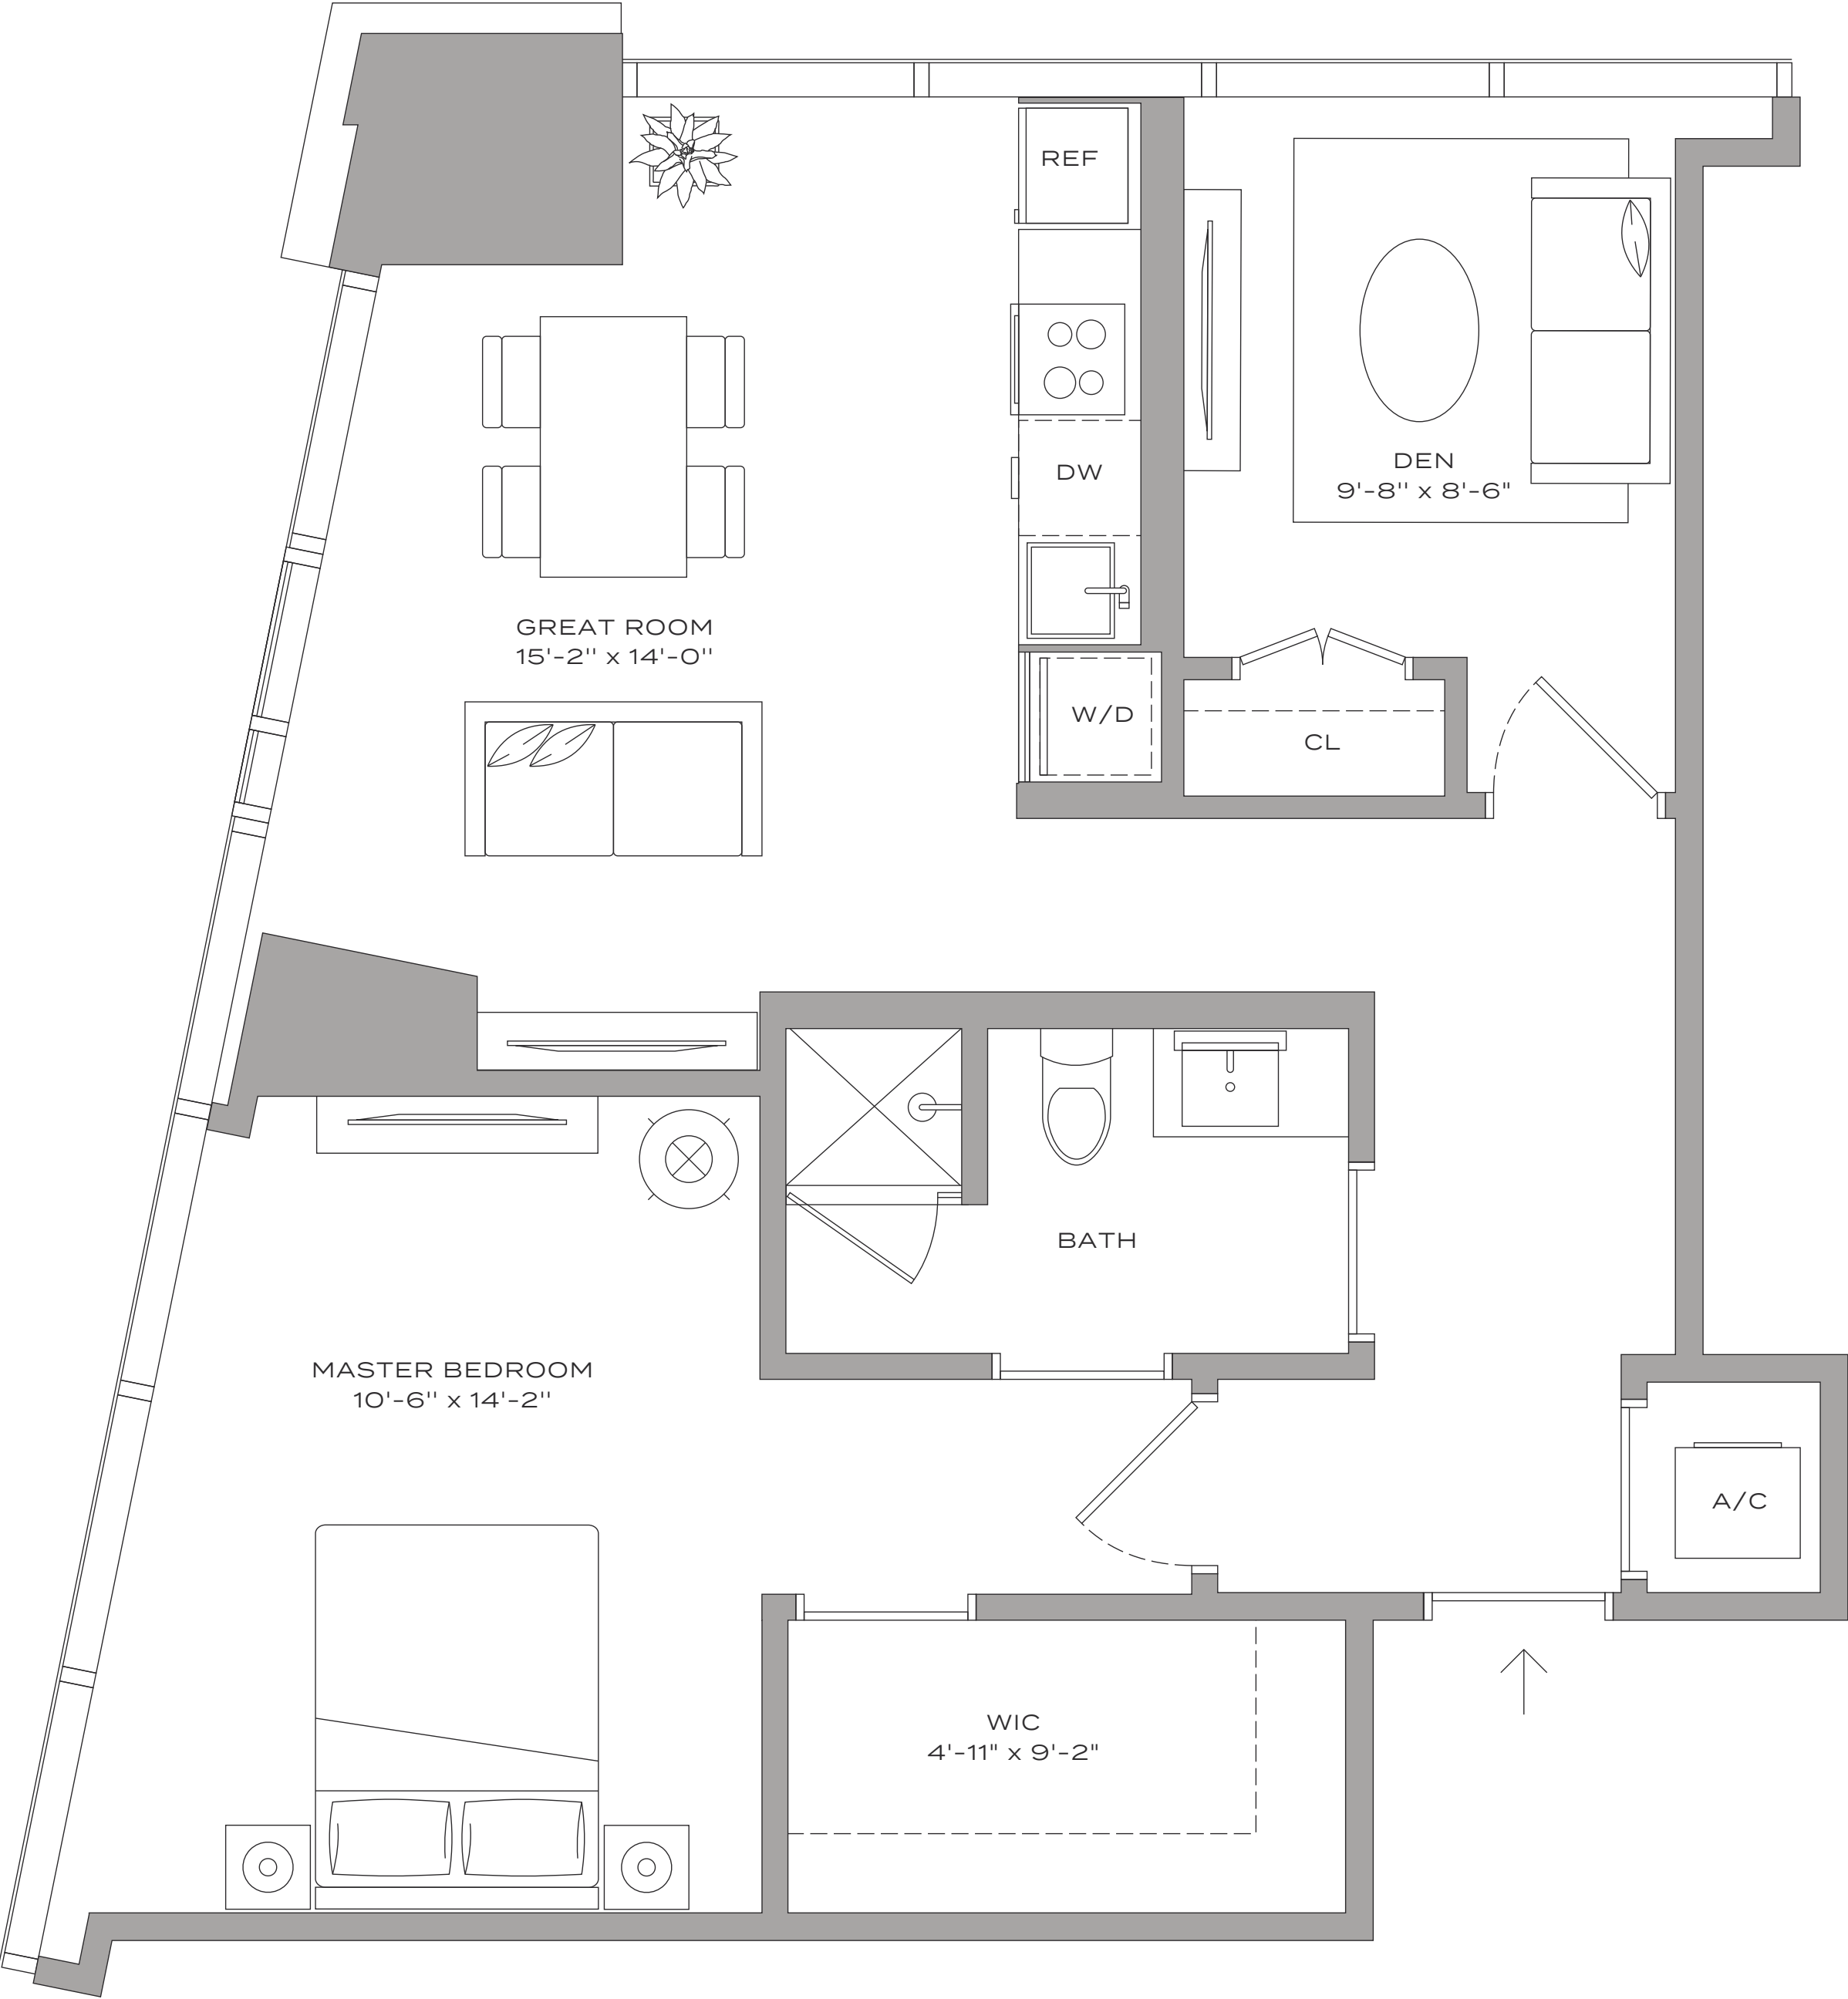 REF
DW
DEN
9'-8'' x 8'-6"
GREAT ROOM
15'-2'' x 14'-0''
W/D
CL
BATH
MASTER BEDROOM
10'-6'' x 14'-2''
A/C
WIC
4'-11" x 9'-2"